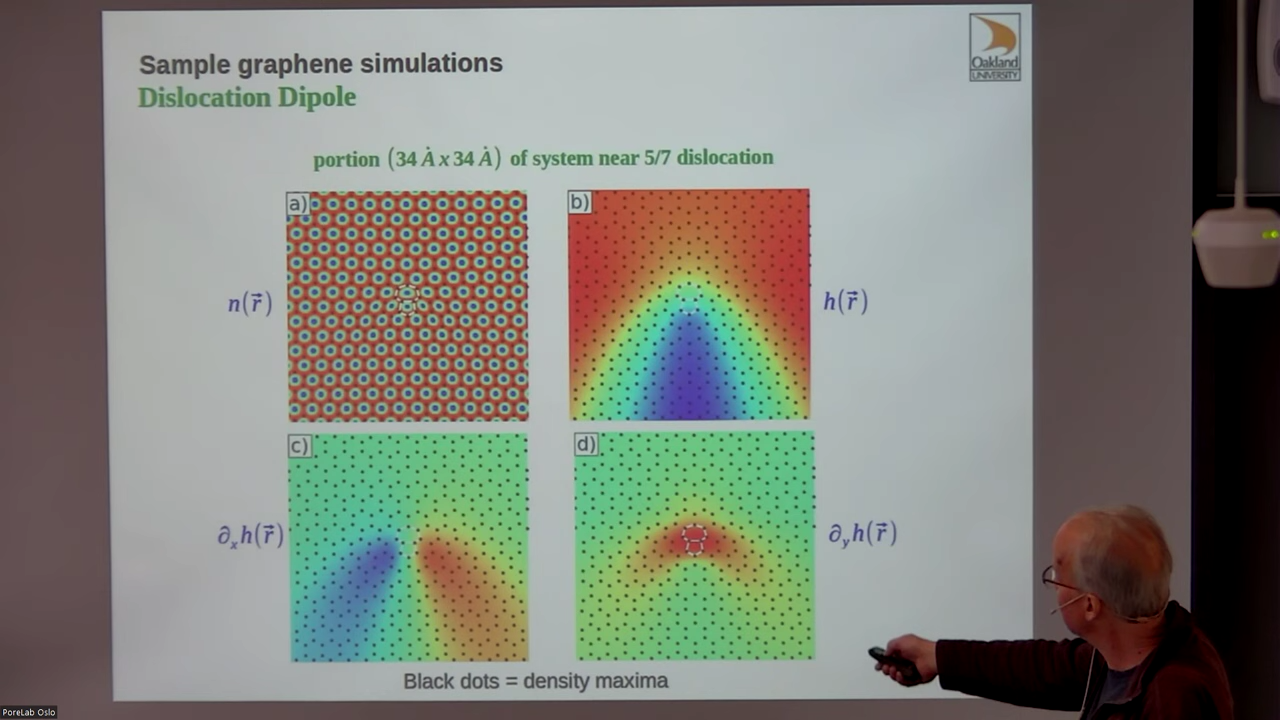 Sample graphene simulations
Dislocation Dipole
Oakland
UNIVERSITY
portion (34 Å x 34 Å) of system near 5/7 dislocation
a)
b)
n(r⃗)
h(r⃗)
c)
d)
∂ₓh(r⃗)
∂ᵧh(r⃗)
Black dots = density maxima
PoreLab Oslo